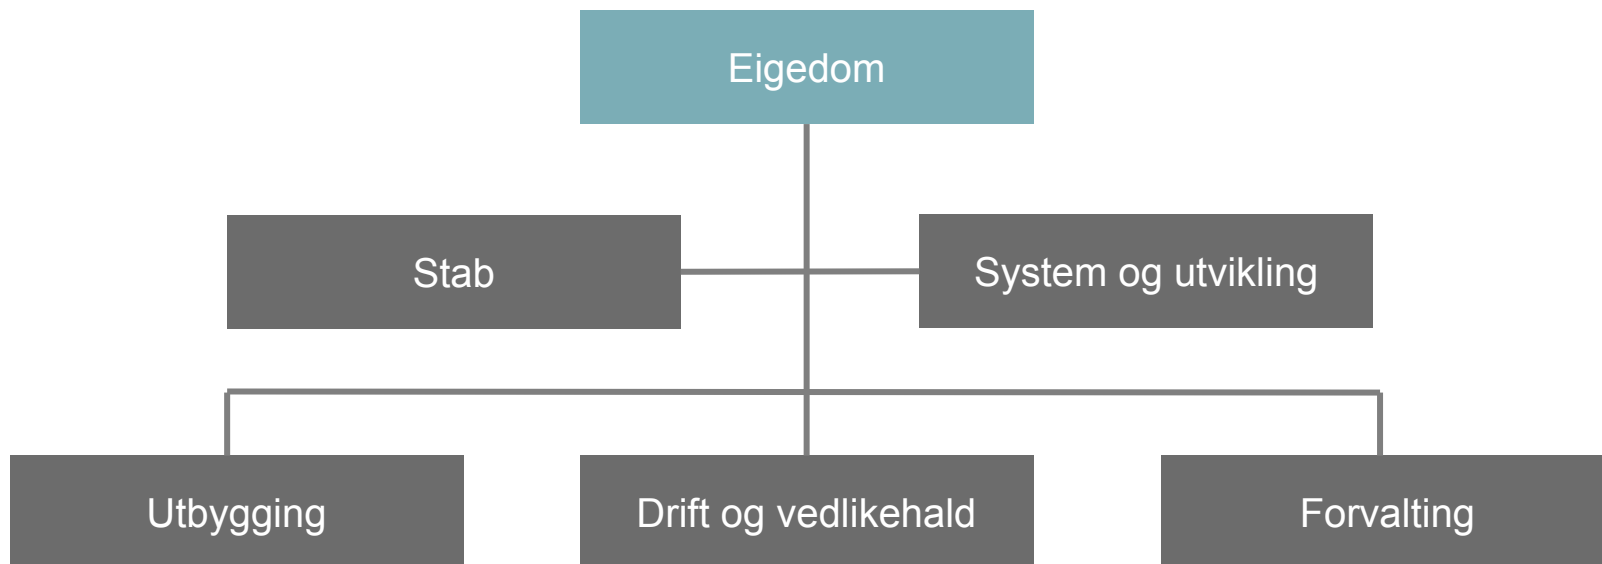 Eigedom
Stab
System og utvikling
Utbygging
Drift og vedlikehald
Forvalting